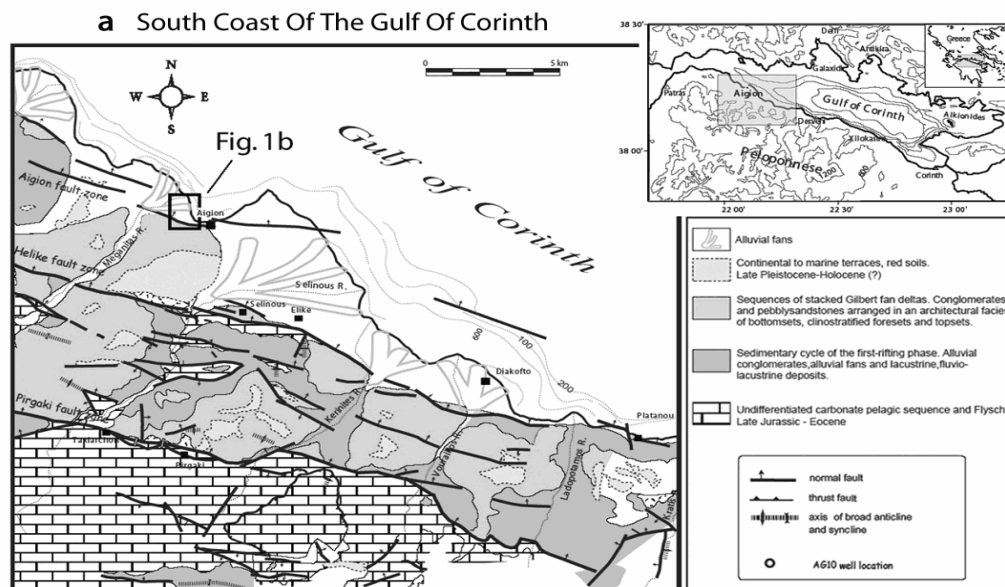 a South Coast Of The Gulf Of Corinth
N
W E
S
0 5 km
Fig. 1b
Gulf of Corinth
Aigion fault zone
Aigion
Meganitas R.
Helike fault zone
Selinous R.
Selinous
Elike
600
100
200
Diakofto
Kerinites R.
Platanou
Pirgaki fault zone
Pirgaki
Vouraikos R.
Ladopotamos R.
Krathis R.
38 30'
38 00'
22 00'
22 30'
23 00'
Delfi
Antikira
Galaxidi
Greece
Patras
Aigion
Gulf of Corinth
Alkionides
Derveni
Xilokastro
Peloponnese
1200
Corinth
Alluvial fans
Continental to marine terraces, red soils.
Late Pleistocene-Holocene (?)
Sequences of stacked Gilbert fan deltas. Conglomerates
and pebblysandstones arranged in an architectural facies
of bottomsets, clinostratified foresets and topsets.
Sedimentary cycle of the first-rifting phase. Alluvial
conglomerates,alluvial fans and lacustrine,fluvio-
lacustrine deposits.
Undifferentiated carbonate pelagic sequence and Flysch
Late Jurassic - Eocene
normal fault
thrust fault
axis of broad anticline
and syncline
AG10 well location